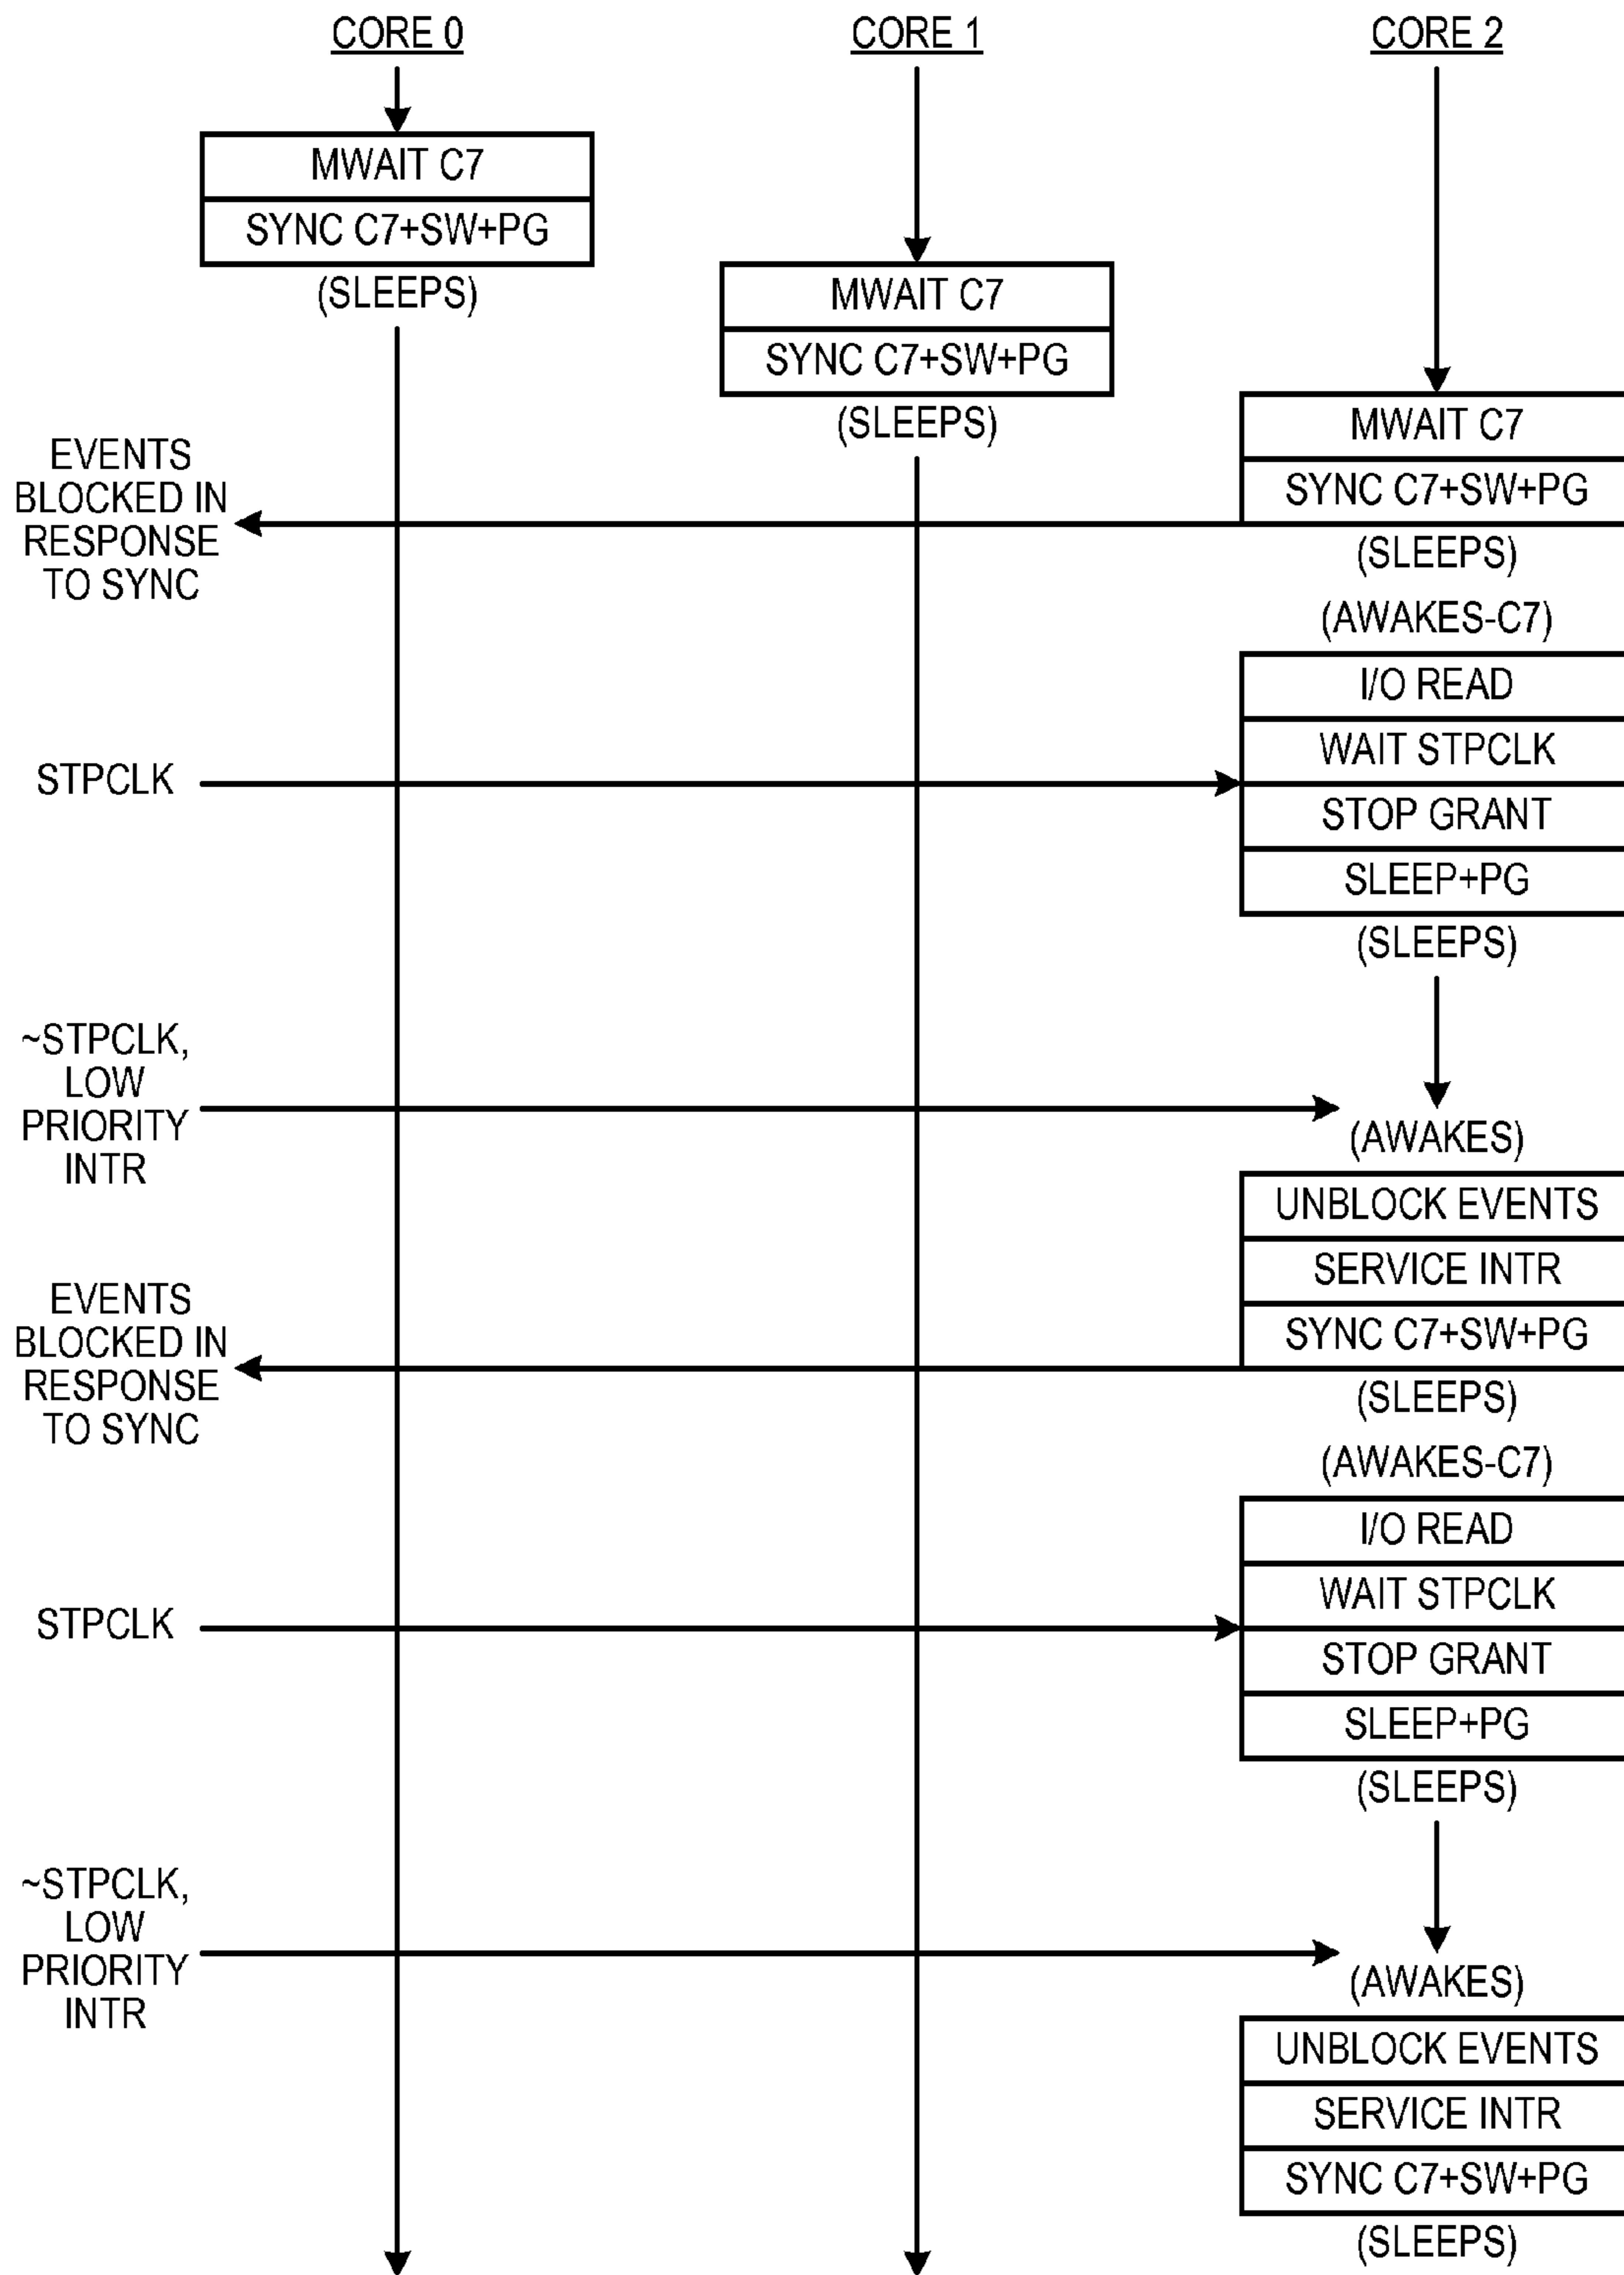 CORE 0
CORE 1
CORE 2
MWAIT C7
SYNC C7+SW+PG
(SLEEPS)
MWAIT C7
SYNC C7+SW+PG
(SLEEPS)
MWAIT C7
SYNC C7+SW+PG
(SLEEPS)
EVENTS
BLOCKED IN
RESPONSE
TO SYNC
(AWAKES-C7)
I/O READ
WAIT STPCLK
STPCLK
STOP GRANT
SLEEP+PG
(SLEEPS)
~STPCLK,
LOW
PRIORITY
INTR
(AWAKES)
UNBLOCK EVENTS
SERVICE INTR
SYNC C7+SW+PG
EVENTS
BLOCKED IN
RESPONSE
TO SYNC
(SLEEPS)
(AWAKES-C7)
I/O READ
WAIT STPCLK
STPCLK
STOP GRANT
SLEEP+PG
(SLEEPS)
~STPCLK,
LOW
PRIORITY
INTR
(AWAKES)
UNBLOCK EVENTS
SERVICE INTR
SYNC C7+SW+PG
(SLEEPS)